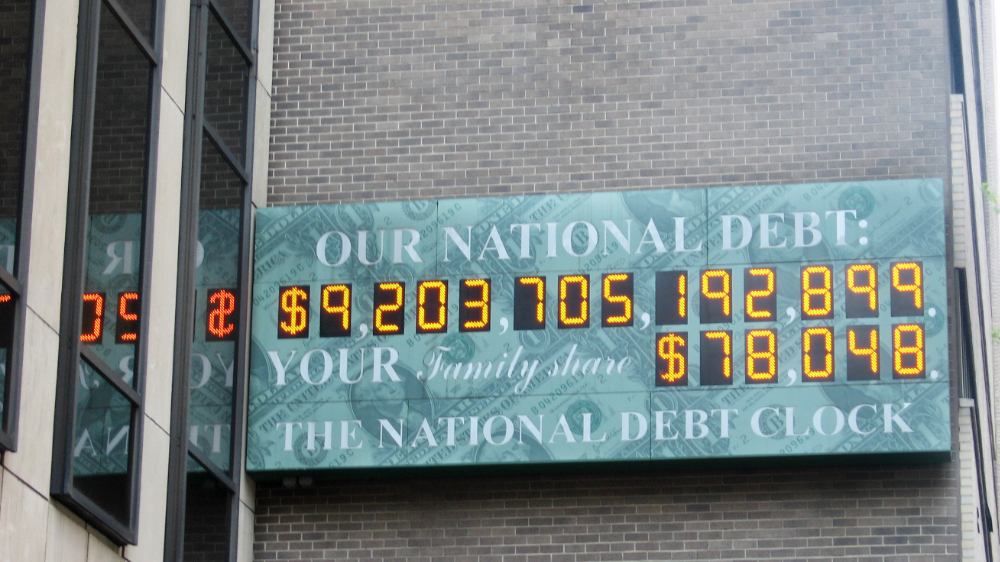 OUR NATIONAL DEBT:
$9,203,705,192,899.
YOUR Family share $78,048.
THE NATIONAL DEBT CLOCK